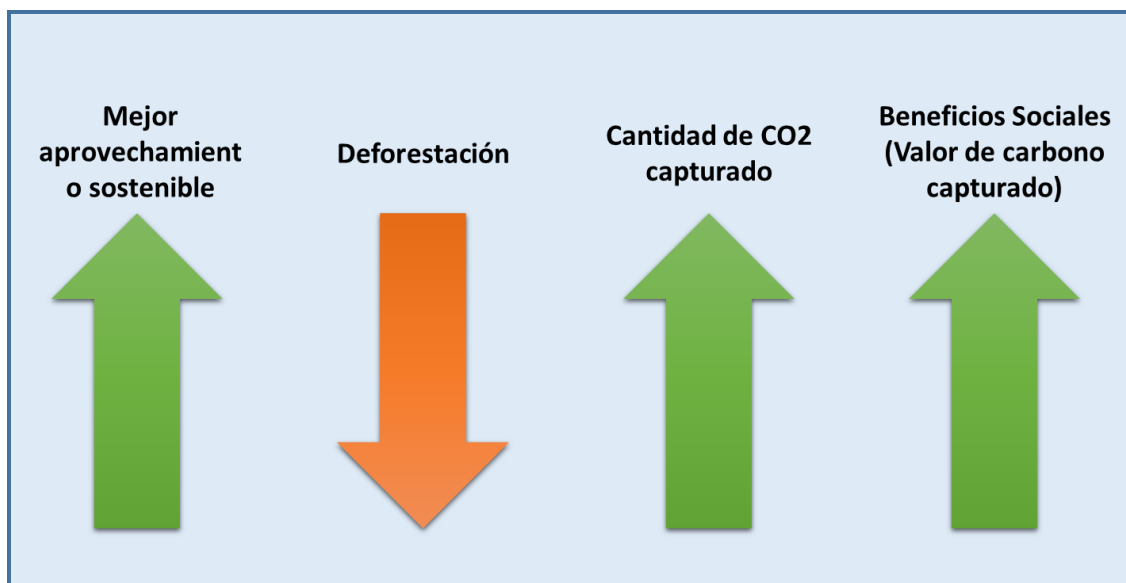 Mejor
aprovechamient
o sostenible
Deforestación
Cantidad de CO2
capturado
Beneficios Sociales
(Valor de carbono
capturado)